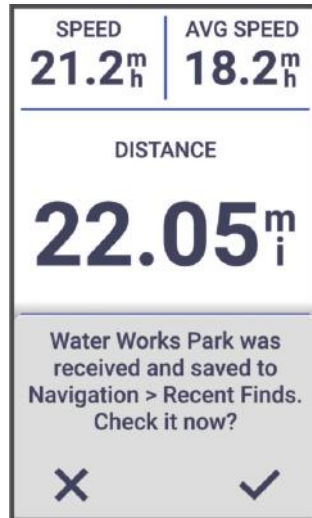 SPEED AVG SPEED
21.2mh 18.2mh
DISTANCE
22.05mi
Water Works Park was
received and saved to
Navigation > Recent Finds.
Check it now?